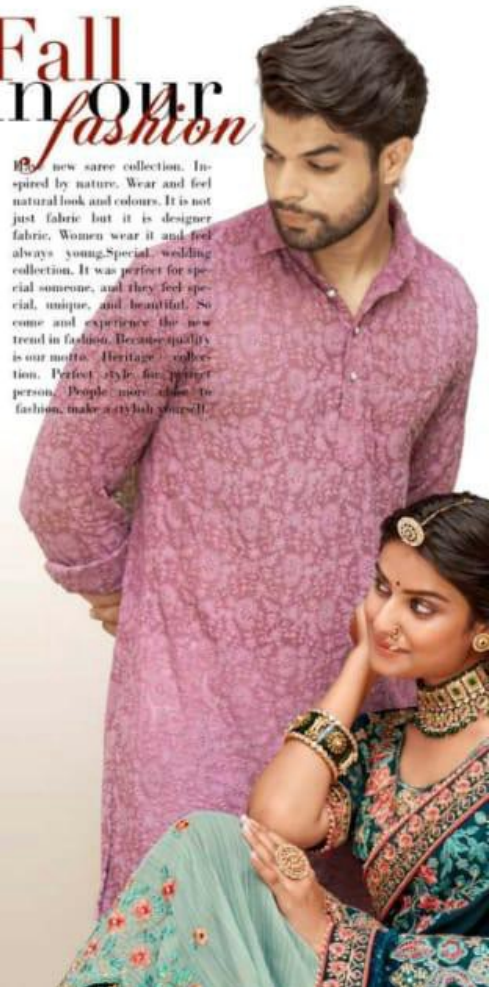 Fall
in our
fashion
new saree collection. In-
spired by nature. Wear and feel
natural look and colours. It is not
just fabric but it is designer
fabric. Women wear it and feel
always young.Special wedding
collection. It was perfect for spe-
cial someone, and they feel spe-
cial, unique, and beautiful. So
come and experience the new
trend in fashion. Because quality
is our motto. Heritage collec-
tion. Perfect style for perfect
person. People more close to
fashion, make a stylish yourself.